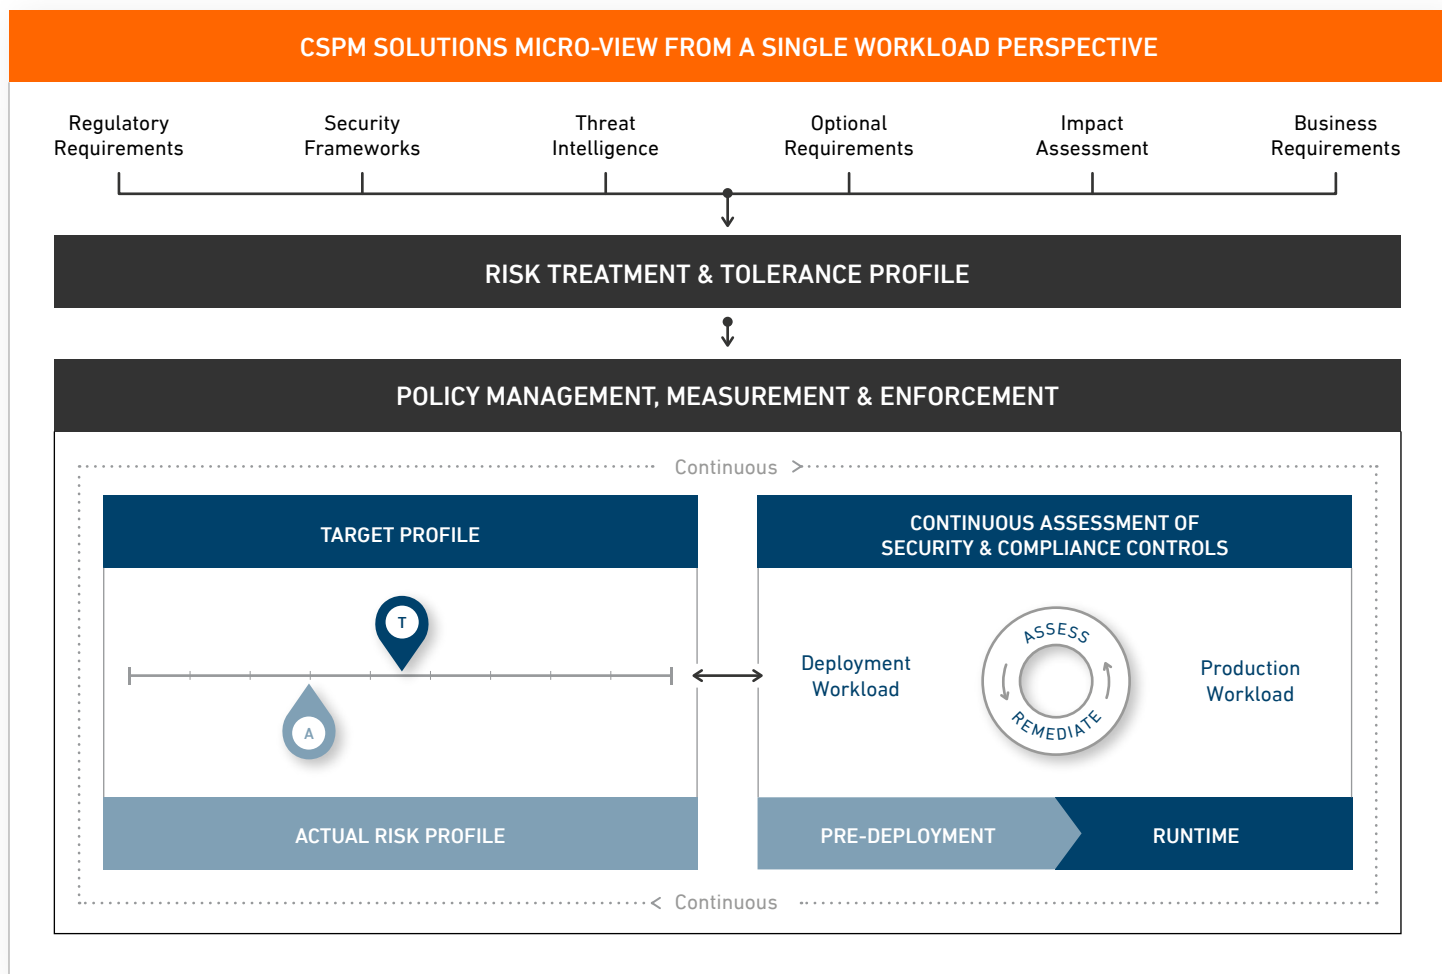 CSPM SOLUTIONS MICRO-VIEW FROM A SINGLE WORKLOAD PERSPECTIVE
Regulatory
Requirements
Security
Frameworks
Threat
Intelligence
Optional
Requirements
Impact
Assessment
Business
Requirements
RISK TREATMENT & TOLERANCE PROFILE
POLICY MANAGEMENT, MEASUREMENT & ENFORCEMENT
Continuous >
TARGET PROFILE
T
A
ACTUAL RISK PROFILE
CONTINUOUS ASSESSMENT OF
SECURITY & COMPLIANCE CONTROLS
Deployment
Workload
ASSESS
REMEDIATE
Production
Workload
PRE-DEPLOYMENT
RUNTIME
< Continuous